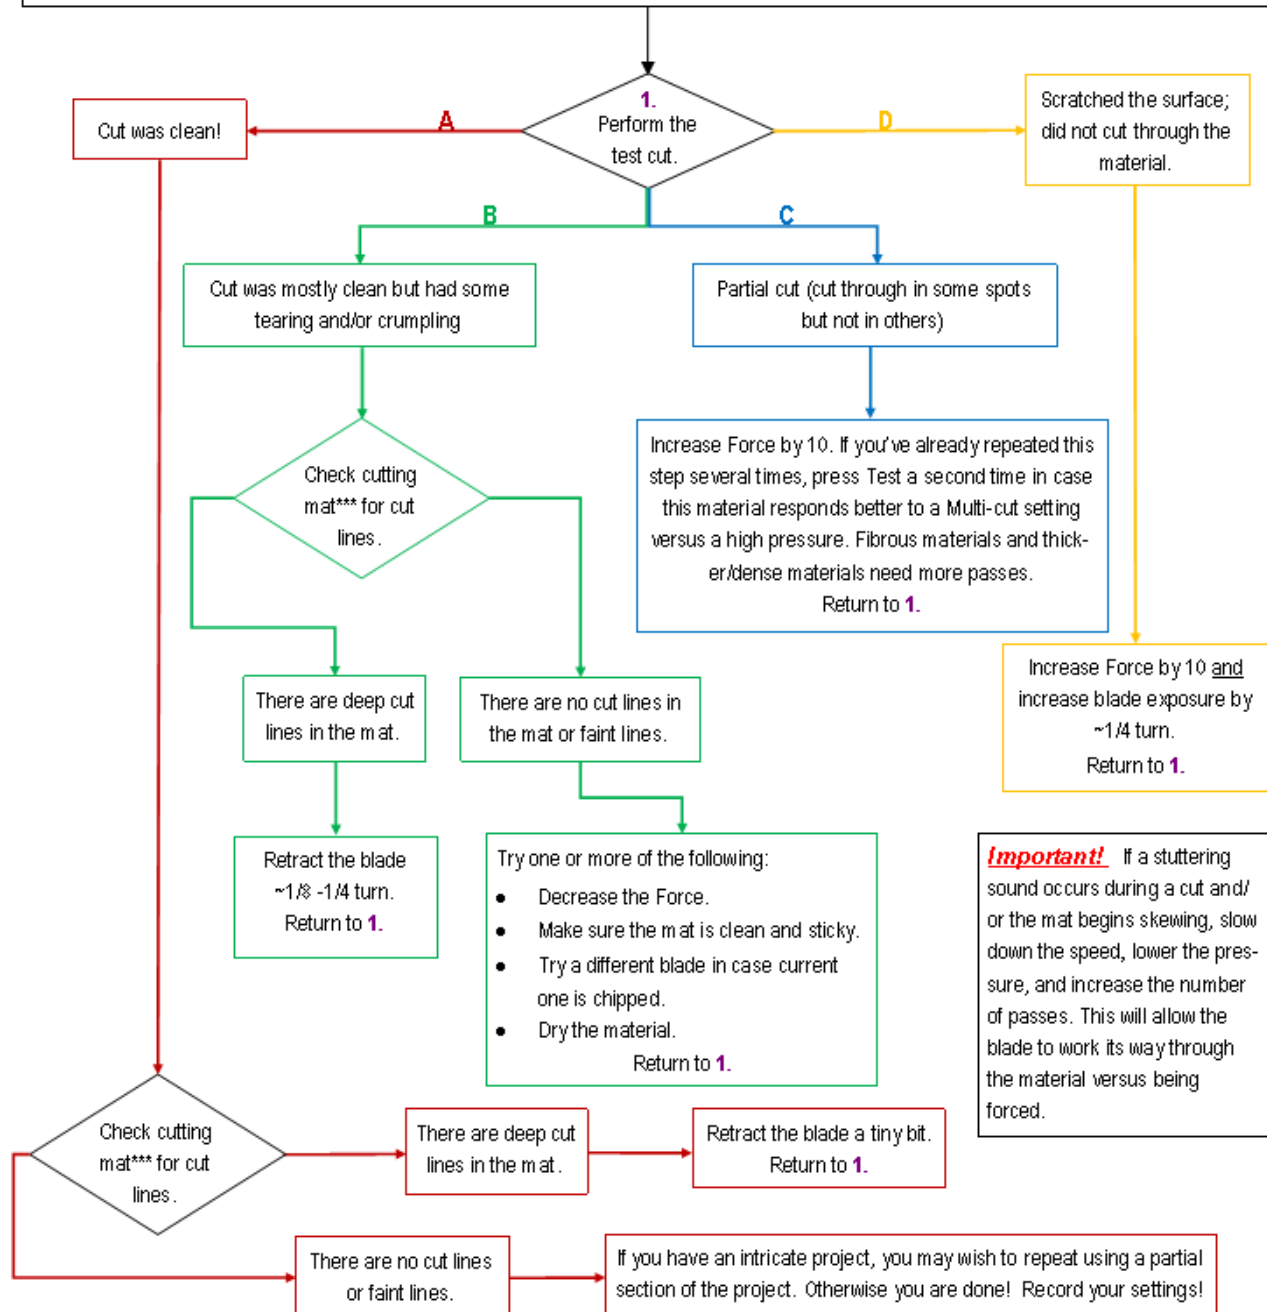 1.
Perform the
test cut.
A
Cut was clean!
D
Scratched the surface;
did not cut through the
material.
B
C
Cut was mostly clean but had some
tearing and/or crumpling
Partial cut (cut through in some spots
but not in others)
Check cutting
mat*** for cut
lines.
Increase Force by 10. If you've already repeated this
step several times, press Test a second time in case
this material responds better to a Multi-cut setting
versus a high pressure. Fibrous materials and thick-
er/dense materials need more passes.
Return to 1.
There are deep cut
lines in the mat.
There are no cut lines in
the mat or faint lines.
Increase Force by 10 and
increase blade exposure by
~1/4 turn.
Return to 1.
Retract the blade
~1/8 -1/4 turn.
Return to 1.
Try one or more of the following:
• Decrease the Force.
• Make sure the mat is clean and sticky.
• Try a different blade in case current
one is chipped.
• Dry the material.
Return to 1.
Important! If a stuttering
sound occurs during a cut and/
or the mat begins skewing, slow
down the speed, lower the pres-
sure, and increase the number
of passes. This will allow the
blade to work its way through
the material versus being
forced.
Check cutting
mat*** for cut
lines.
There are deep cut
lines in the mat.
Retract the blade a tiny bit.
Return to 1.
There are no cut lines
or faint lines.
If you have an intricate project, you may wish to repeat using a partial
section of the project. Otherwise you are done! Record your settings!